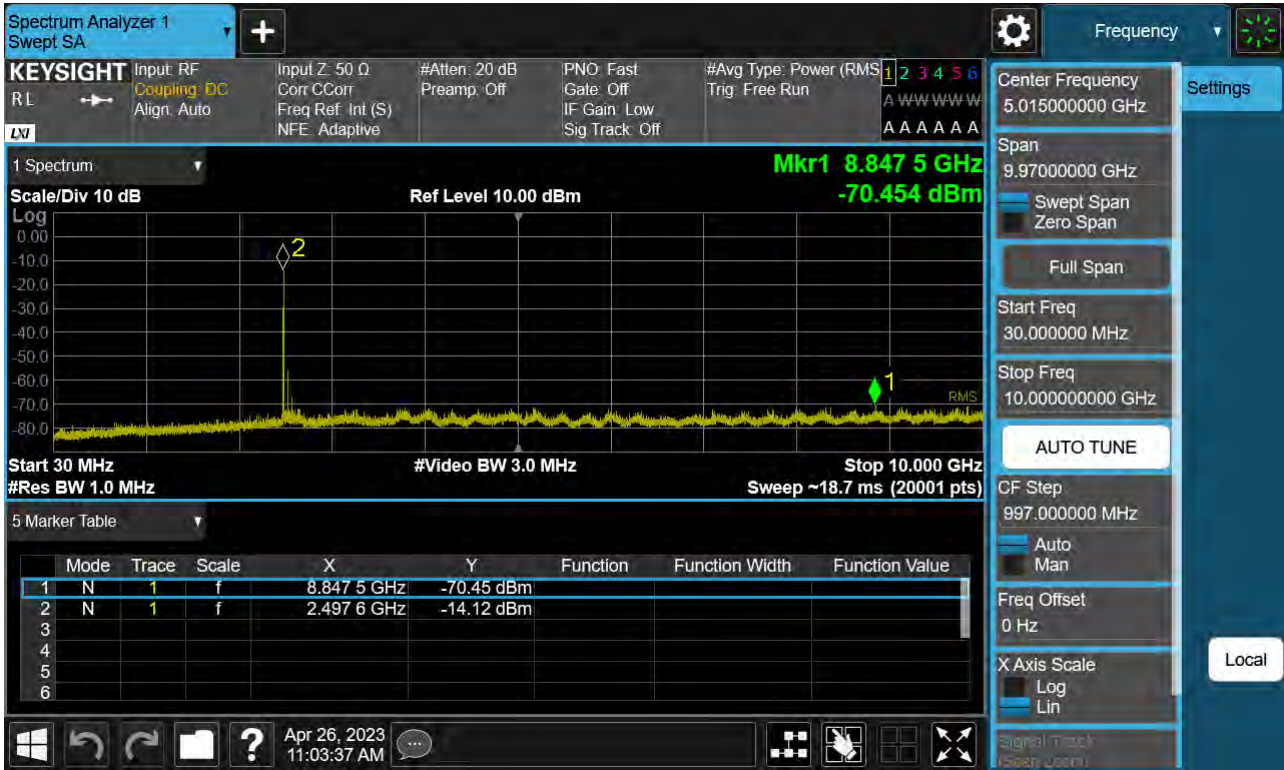 Spectrum Analyzer 1
Swept SA
+
Frequency
KEYSIGHT
RL
LXI
Input: RF
Coupling: DC
Align: Auto
Input Z: 50 Ω
Corr CCorr
Freq Ref: Int (S)
NFE: Adaptive
#Atten: 20 dB
Preamp: Off
PNO: Fast
Gate: Off
IF Gain: Low
Sig Track: Off
#Avg Type: Power (RMS
Trig: Free Run
1 2 3 4 5 6
A W W W W W
A A A A A A
1 Spectrum
Mkr1 8.847 5 GHz
Scale/Div 10 dB
Ref Level 10.00 dBm
-70.454 dBm
Log
0.00
-10.0
-20.0
-30.0
-40.0
-50.0
-60.0
-70.0
-80.0
2
1
RMS
Start 30 MHz
#Video BW 3.0 MHz
Stop 10.000 GHz
#Res BW 1.0 MHz
Sweep ~18.7 ms (20001 pts)
5 Marker Table
Mode Trace Scale X Y Function Function Width Function Value
1 N 1 f 8.847 5 GHz -70.45 dBm
2 N 1 f 2.497 6 GHz -14.12 dBm
3
4
5
6
Apr 26, 2023
11:03:37 AM
?
Center Frequency
5.015000000 GHz
Settings
Span
9.97000000 GHz
Swept Span
Zero Span
Full Span
Start Freq
30.000000 MHz
Stop Freq
10.000000000 GHz
AUTO TUNE
CF Step
997.000000 MHz
Auto
Man
Freq Offset
0 Hz
X Axis Scale
Log
Lin
Local
Signal Track
(Span Zoom)